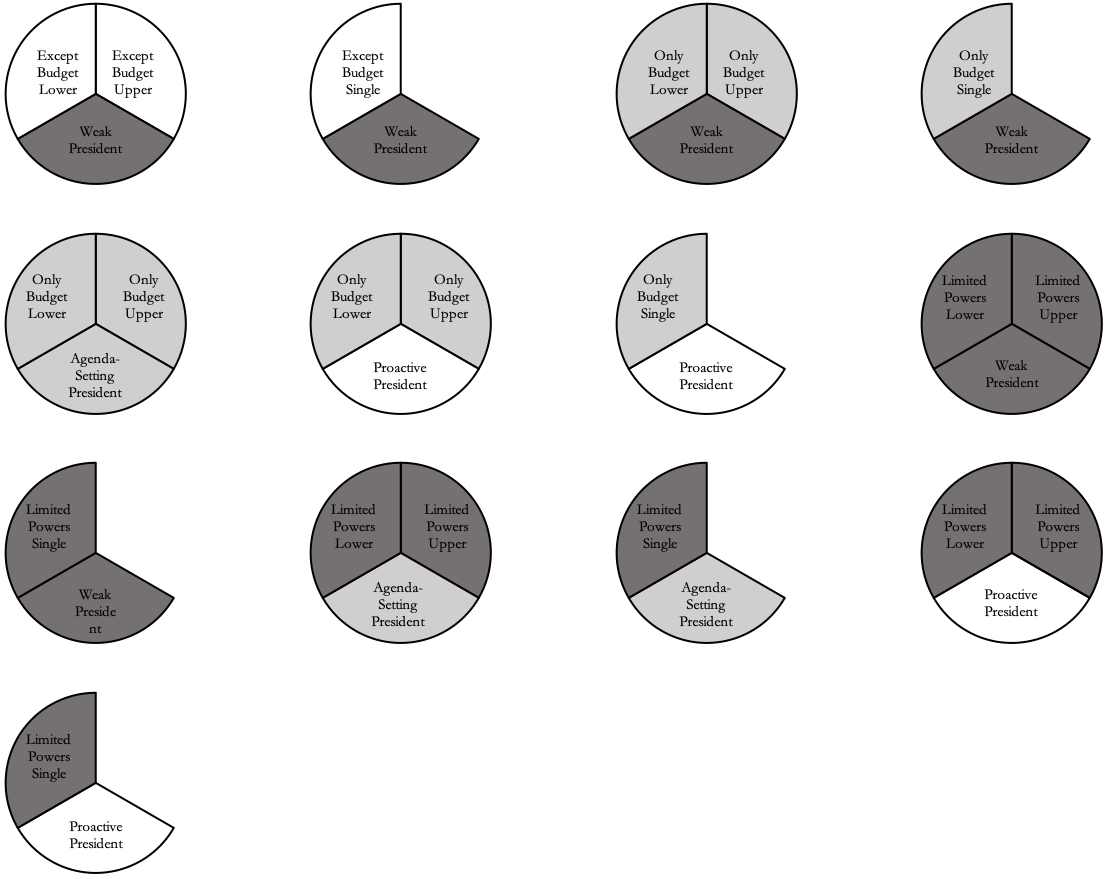 Except
Budget
Lower
Except
Budget
Upper
Weak
President
Except
Budget
Single
Weak
President
Only
Budget
Lower
Only
Budget
Upper
Weak
President
Only
Budget
Single
Weak
President
Only
Budget
Lower
Only
Budget
Upper
Agenda-
Setting
President
Only
Budget
Lower
Only
Budget
Upper
Proactive
President
Only
Budget
Single
Proactive
President
Limited
Powers
Lower
Limited
Powers
Upper
Weak
President
Limited
Powers
Single
Weak
Preside
nt
Limited
Powers
Lower
Limited
Powers
Upper
Agenda-
Setting
President
Limited
Powers
Single
Agenda-
Setting
President
Limited
Powers
Lower
Limited
Powers
Upper
Proactive
President
Limited
Powers
Single
Proactive
President